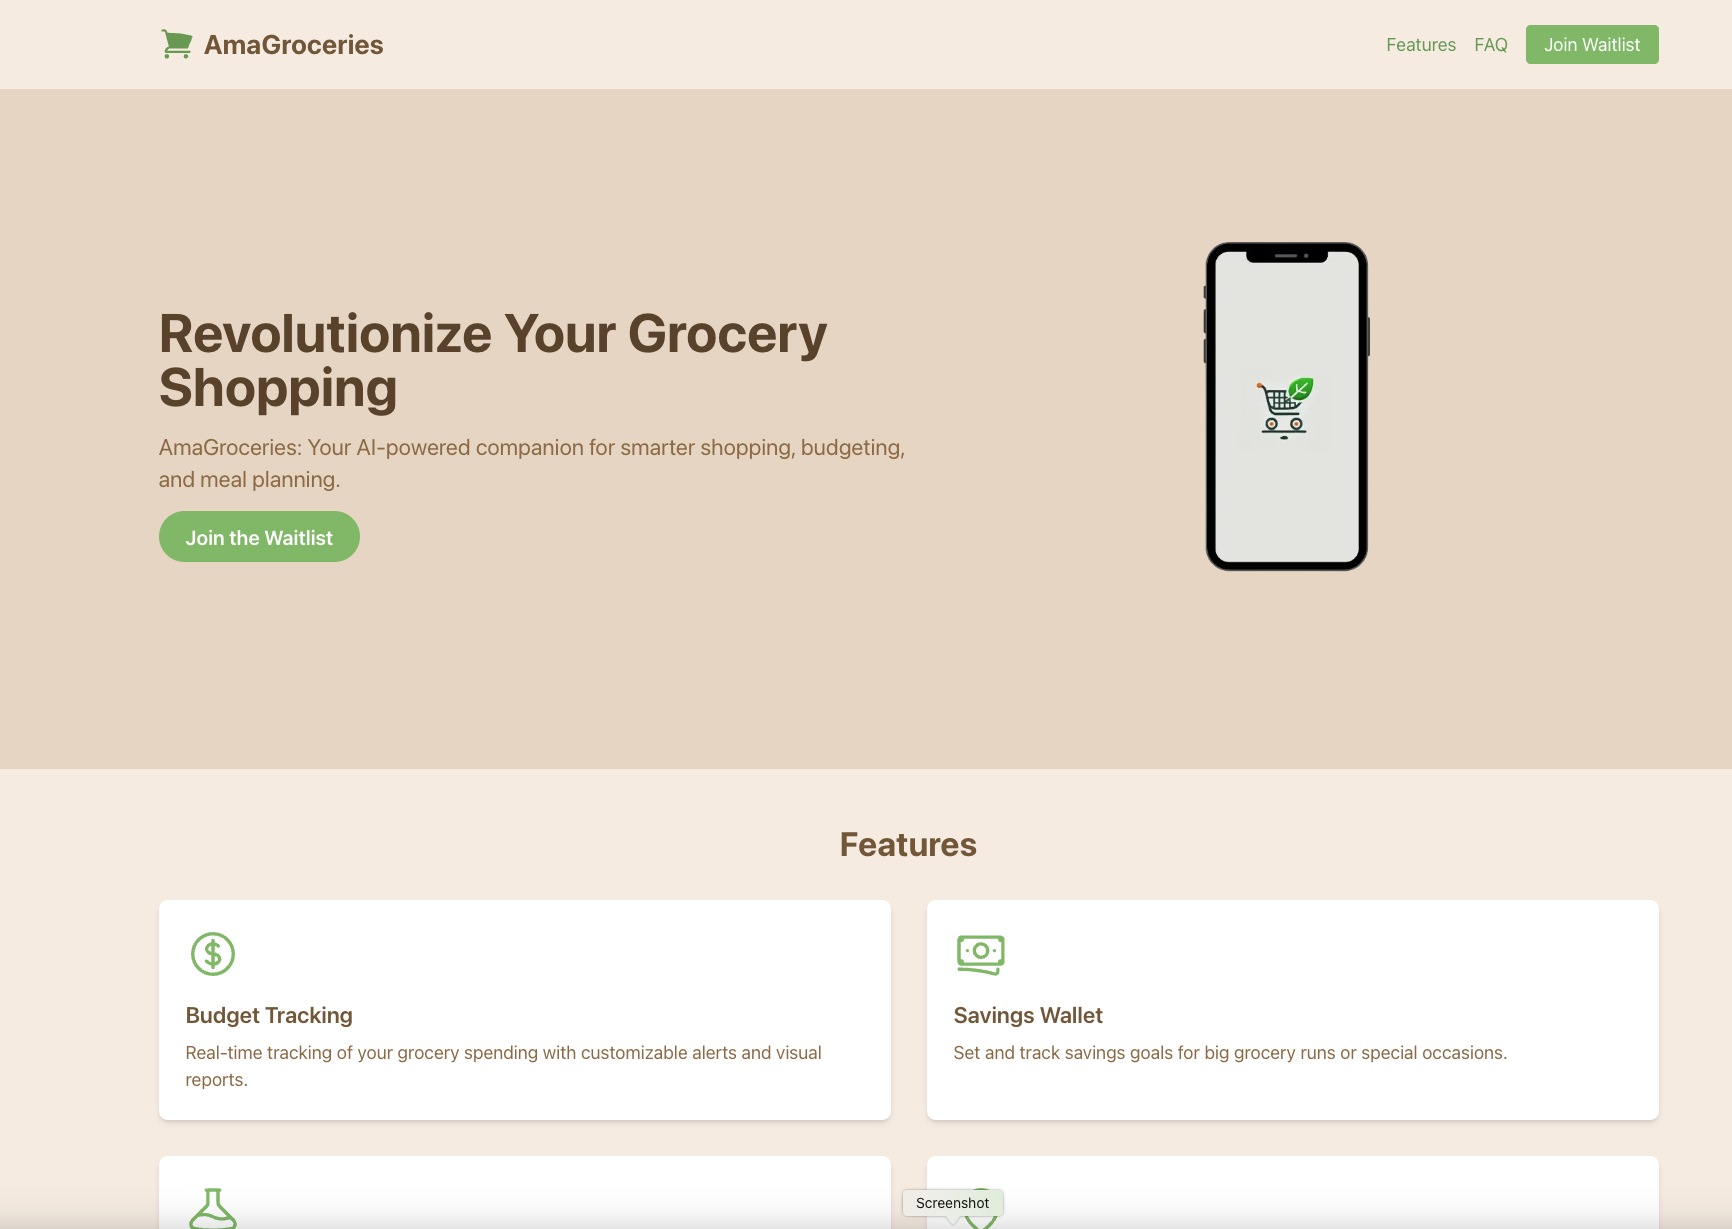 AmaGroceries
Features
FAQ
Join Waitlist
Revolutionize Your Grocery
Shopping
AmaGroceries: Your AI-powered companion for smarter shopping, budgeting,
and meal planning.
Join the Waitlist
Features
Budget Tracking
Real-time tracking of your grocery spending with customizable alerts and visual
reports.
Savings Wallet
Set and track savings goals for big grocery runs or special occasions.
Screenshot